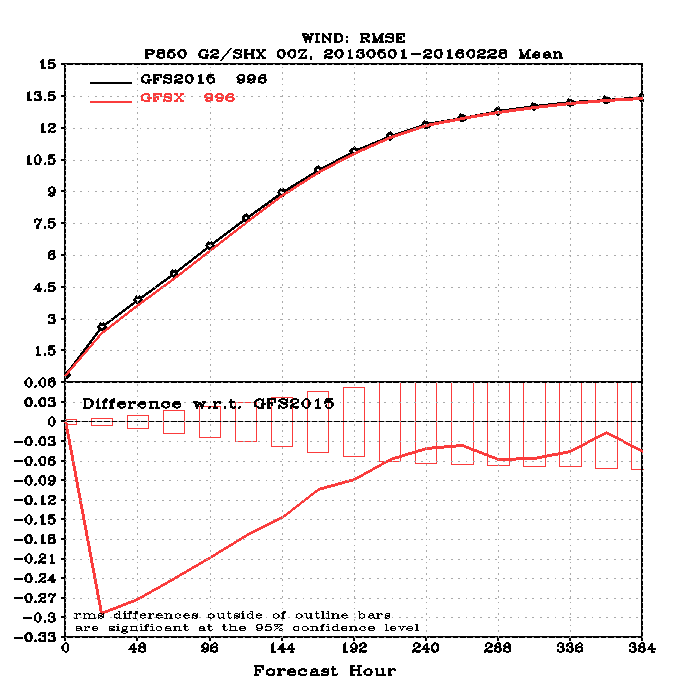 WIND: RMSE
P850 G2/SHX 00Z, 20130601-20160228 Mean
15
GFS2015 996
GFSX 996
13.5
12
10.5
9
7.5
6
4.5
3
1.5
0.06
Difference w.r.t. GFS2015
0.03
0
-0.03
-0.06
-0.09
-0.12
-0.15
-0.18
-0.21
-0.24
-0.27
-0.3
-0.33
rms differences outside of outline bars
are significant at the 95% confidence level
0 48 96 144 192 240 288 336 384
Forecast Hour